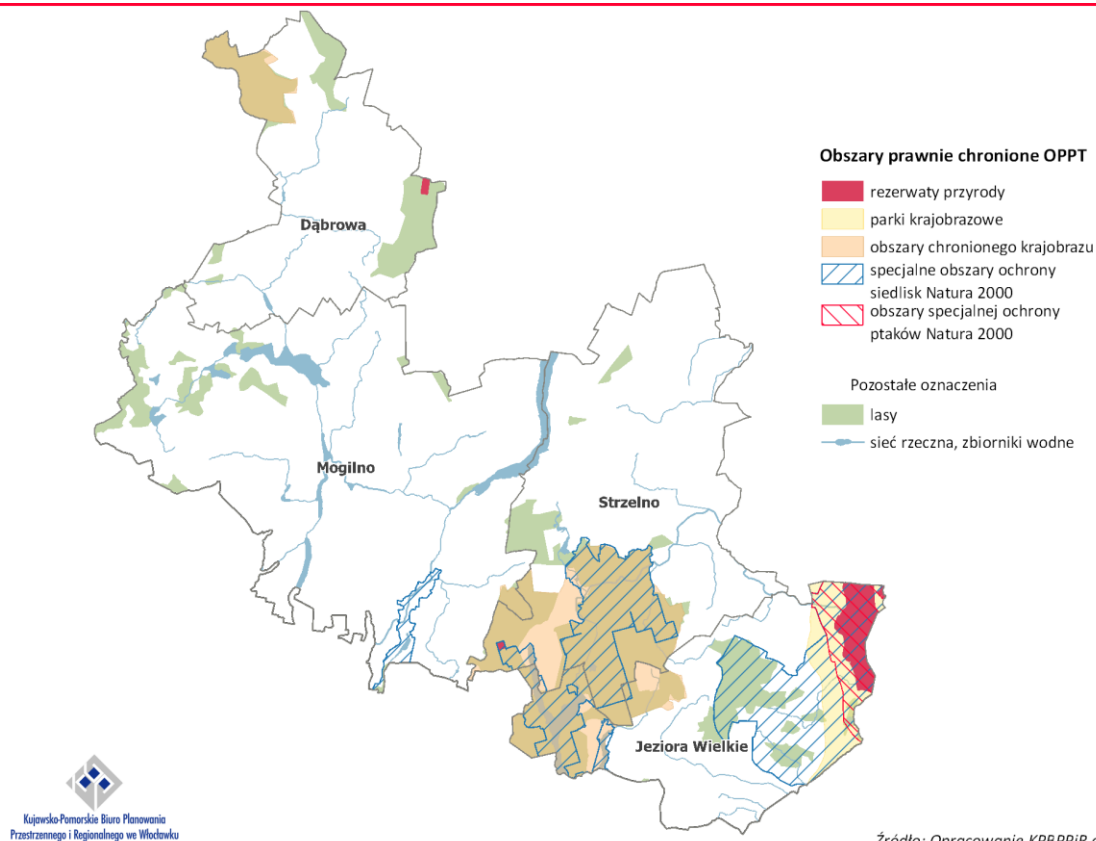 Dąbrowa
Mogilno
Strzelno
Jeziora Wielkie
Obszary prawnie chronione OPPT
rezerwaty przyrody
parki krajobrazowe
obszary chronionego krajobrazu
specjalne obszary ochrony
siedlisk Natura 2000
obszary specjalnej ochrony
ptaków Natura 2000
Pozostałe oznaczenia
lasy
sieć rzeczna, zbiorniki wodne
Kujawsko-Pomorskie Biuro Planowania
Przestrzennego i Regionalnego we Włocławku
Źródło: Opracowanie KPBPPiR